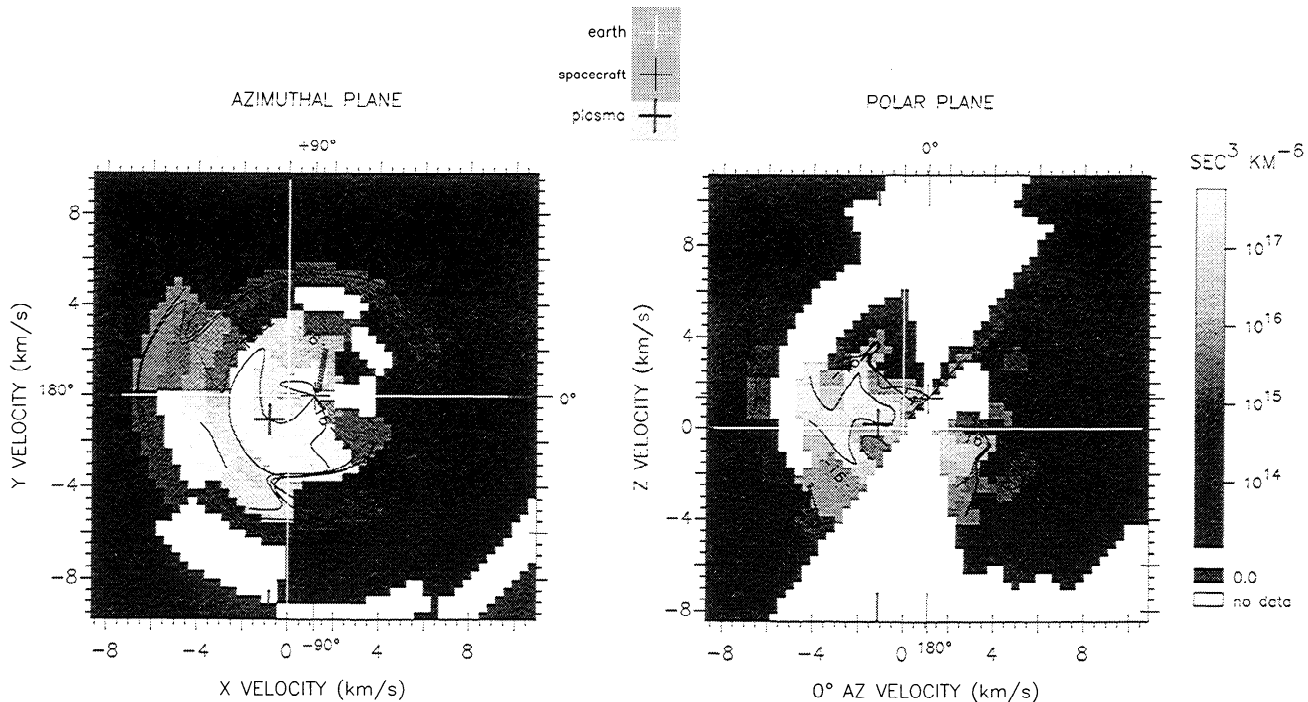 earth
spacecraft
plasma
AZIMUTHAL PLANE
+90°
8
4
180°
0°
-4
-8
-8
-4
0
-90°
4
8
Y VELOCITY (km/s)
X VELOCITY (km/s)
POLAR PLANE
0°
8
4
0
-4
-8
-8
-4
0
180°
4
8
Z VELOCITY (km/s)
0° AZ VELOCITY (km/s)
SEC³ KM⁻⁶
10¹⁷
10¹⁶
10¹⁵
10¹⁴
0.0
no data